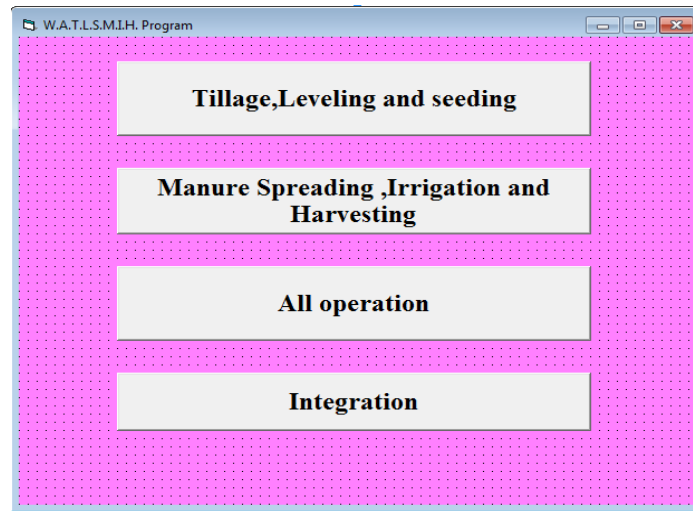 W.A.T.L.S.M.I.H. Program
Tillage,Leveling and seeding
Manure Spreading ,Irrigation and
Harvesting
All operation
Integration